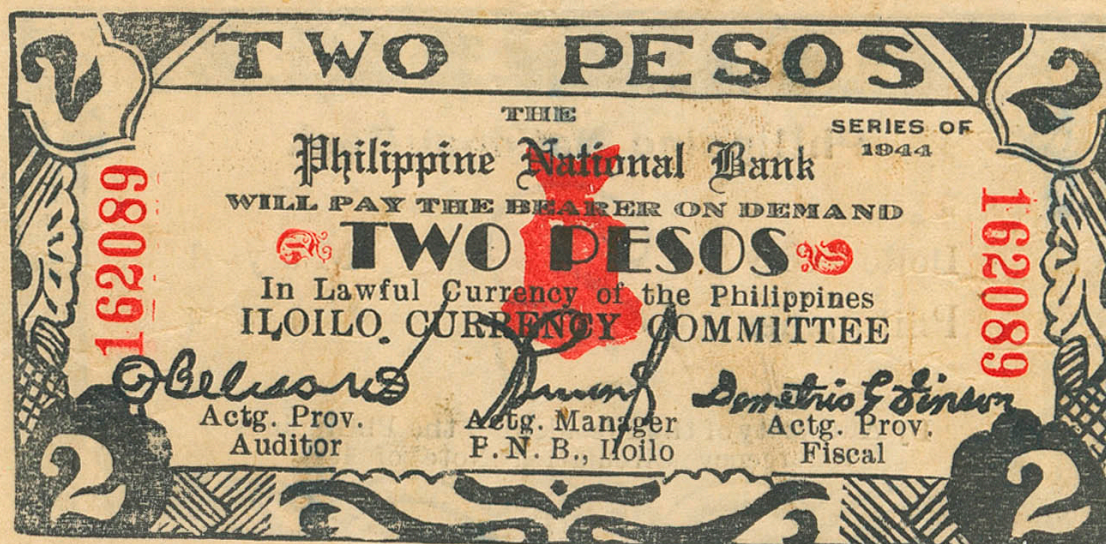 2 TWO PESOS 2
THE
SERIES OF
1944
Philippine National Bank
WILL PAY THE BEARER ON DEMAND
TWO PESOS
162089
162089
In Lawful Currency of the Philippines
ILOILO CURRENCY COMMITTEE
Demetrio
Actg. Prov.
Auditor
Actg. Manager
P. N. B., Iloilo
Actg. Prov.
Fiscal
2
2